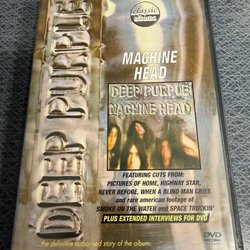 classic
albums
DEEP PURPLE
MACHINE
HEAD
DEEP PURPLE
MACHINE HEAD
FEATURING CUTS FROM:
PICTURES OF HOME, HIGHWAY STAR,
NEVER BEFORE, WHEN A BLIND MAN CRIES
and rare american footage of
SMOKE ON THE WATER and SPACE TRUCKIN'
PLUS EXTENDED INTERVIEWS FOR DVD
the definitive authorised story of the album.
DVD